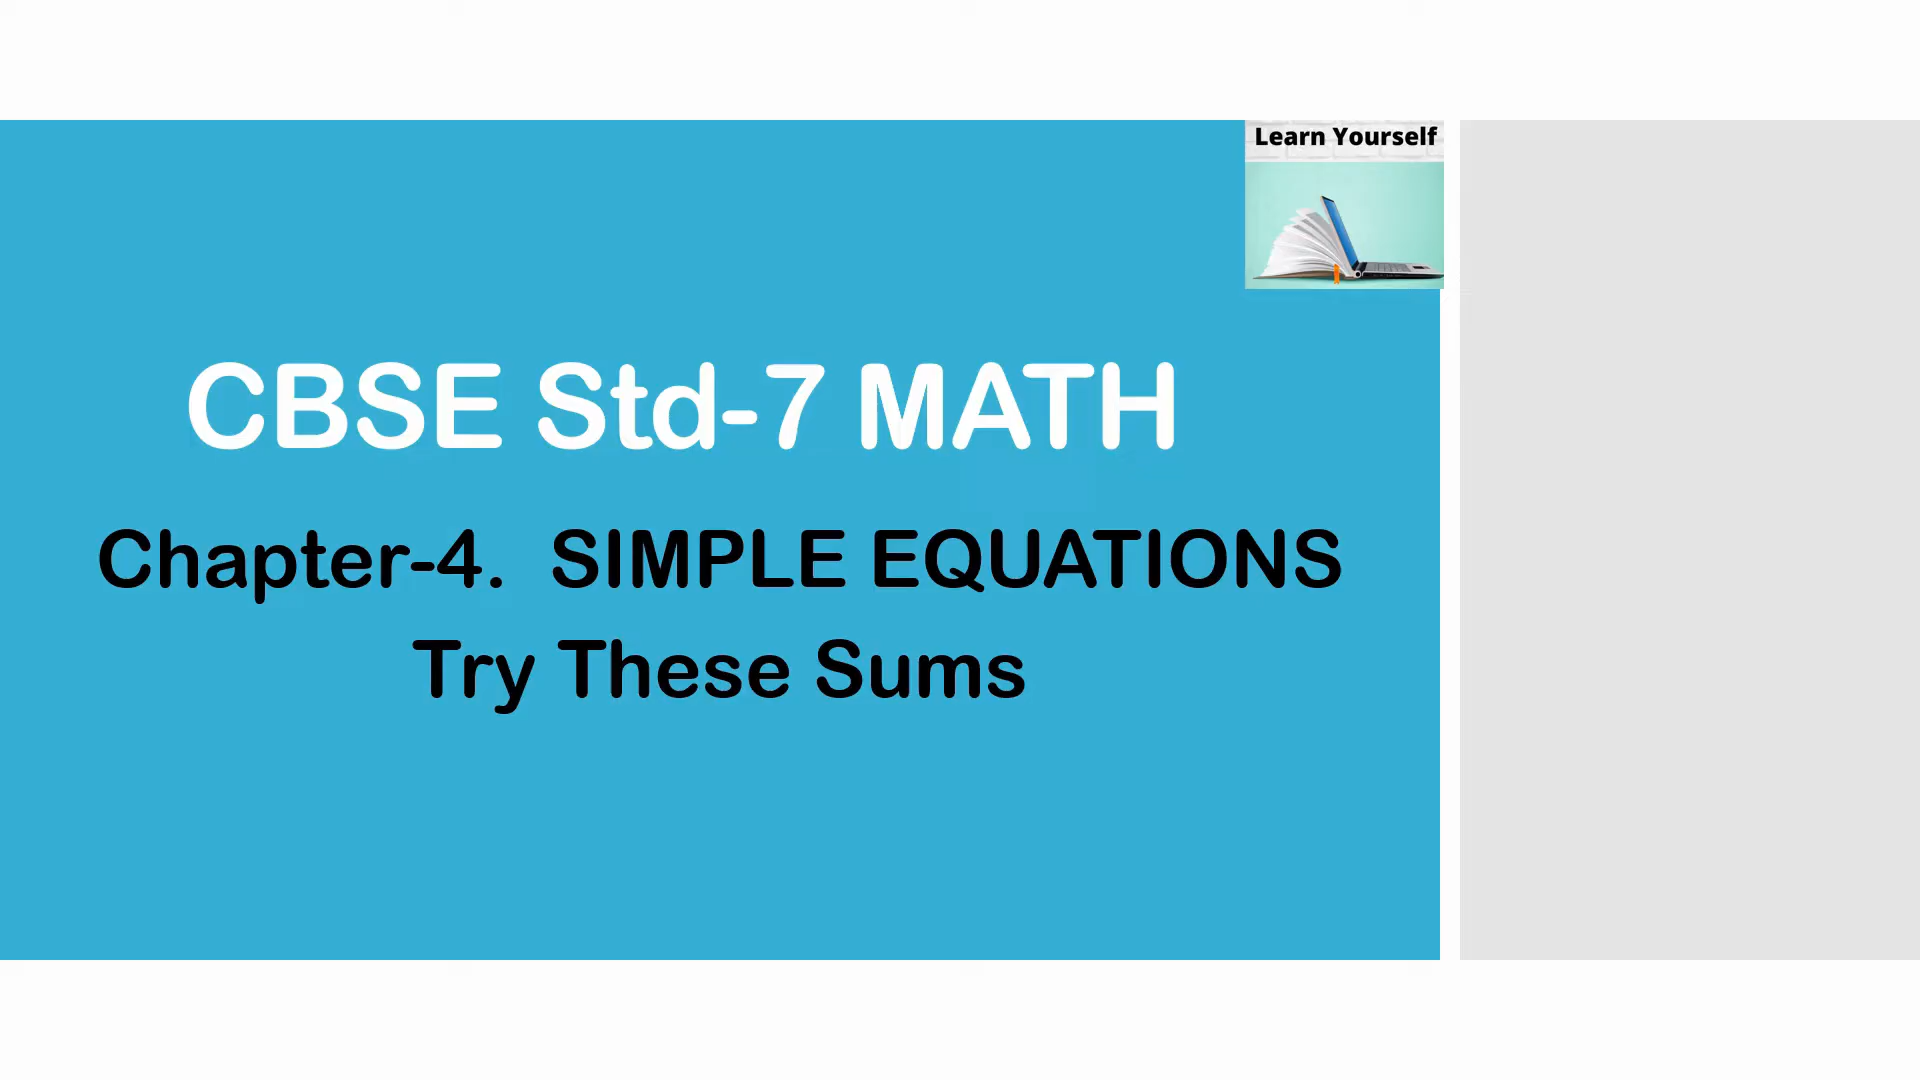 Learn Yourself
CBSE Std-7 MATH
Chapter-4. SIMPLE EQUATIONS
Try These Sums